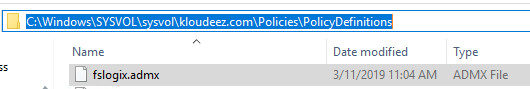 C:\Windows\SYSVOL\sysvol\kloudeez.com\Policies\PolicyDefinitions
Name Date modified Type
ss
fslogix.admx 3/11/2019 11:04 AM ADMX File